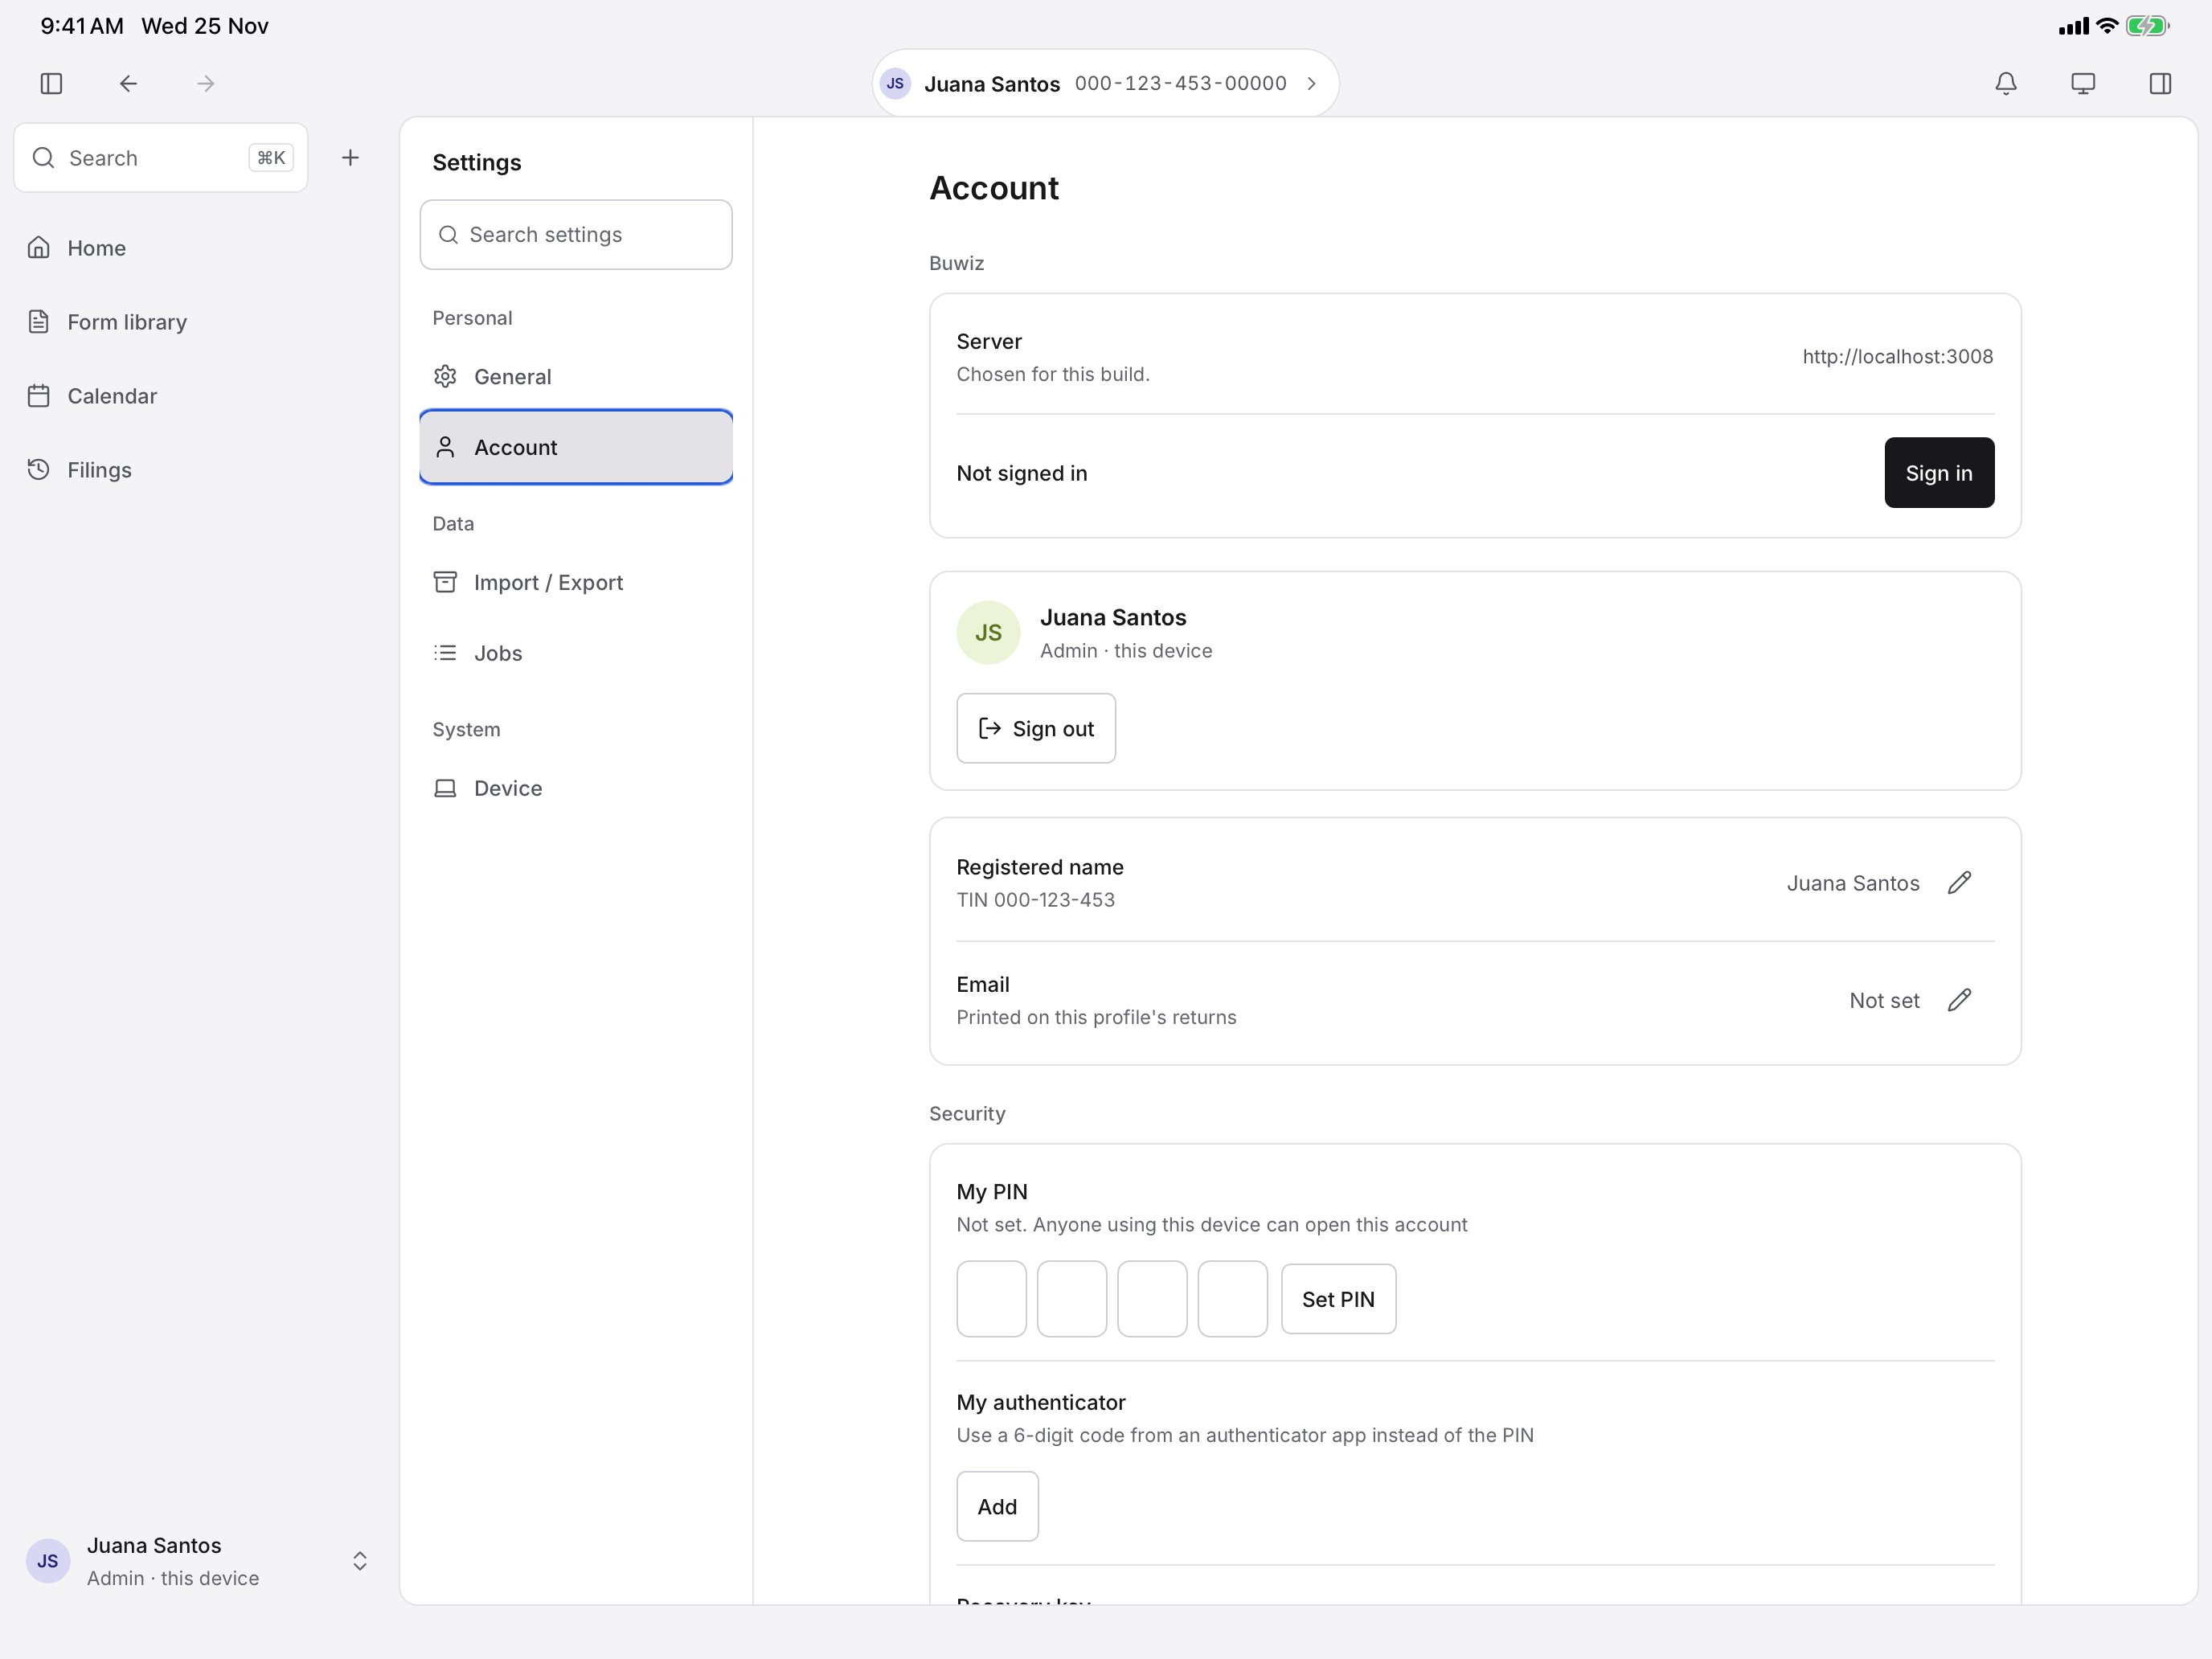 9:41 AM Wed 25 Nov
JS Juana Santos 000-123-453-00000
Search ⌘K
Home
Form library
Calendar
Filings
JS Juana Santos
Admin · this device
Settings
Search settings
Personal
General
Account
Data
Import / Export
Jobs
System
Device
Account
Buwiz
Server
Chosen for this build.
http://localhost:3008
Not signed in
Sign in
JS Juana Santos
Admin · this device
Sign out
Registered name
TIN 000-123-453
Juana Santos
Email
Printed on this profile's returns
Not set
Security
My PIN
Not set. Anyone using this device can open this account
Set PIN
My authenticator
Use a 6-digit code from an authenticator app instead of the PIN
Add
Recovery key